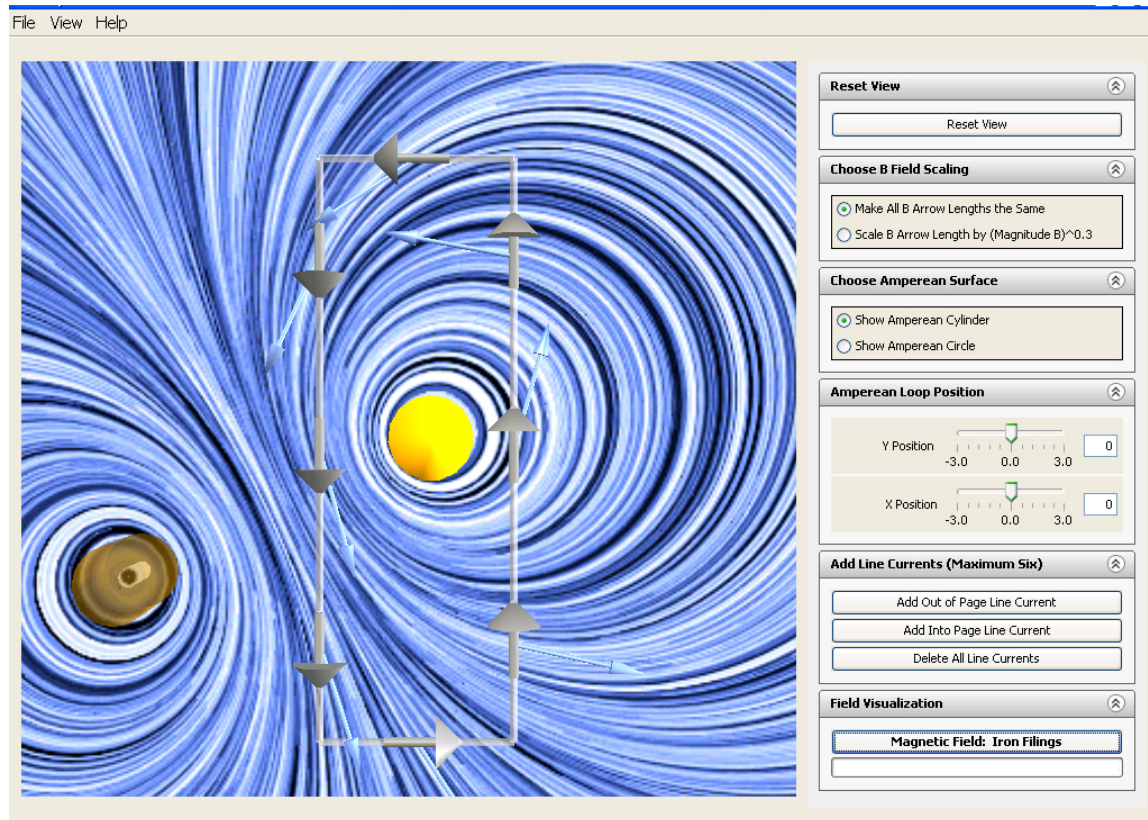 File View Help
Reset View
Reset View
Choose B Field Scaling
Make All B Arrow Lengths the Same
Scale B Arrow Length by (Magnitude B)^0.3
Choose Amperean Surface
Show Amperean Cylinder
Show Amperean Circle
Amperean Loop Position
Y Position
0
-3.0 0.0 3.0
X Position
0
-3.0 0.0 3.0
Add Line Currents (Maximum Six)
Add Out of Page Line Current
Add Into Page Line Current
Delete All Line Currents
Field Visualization
Magnetic Field: Iron Filings